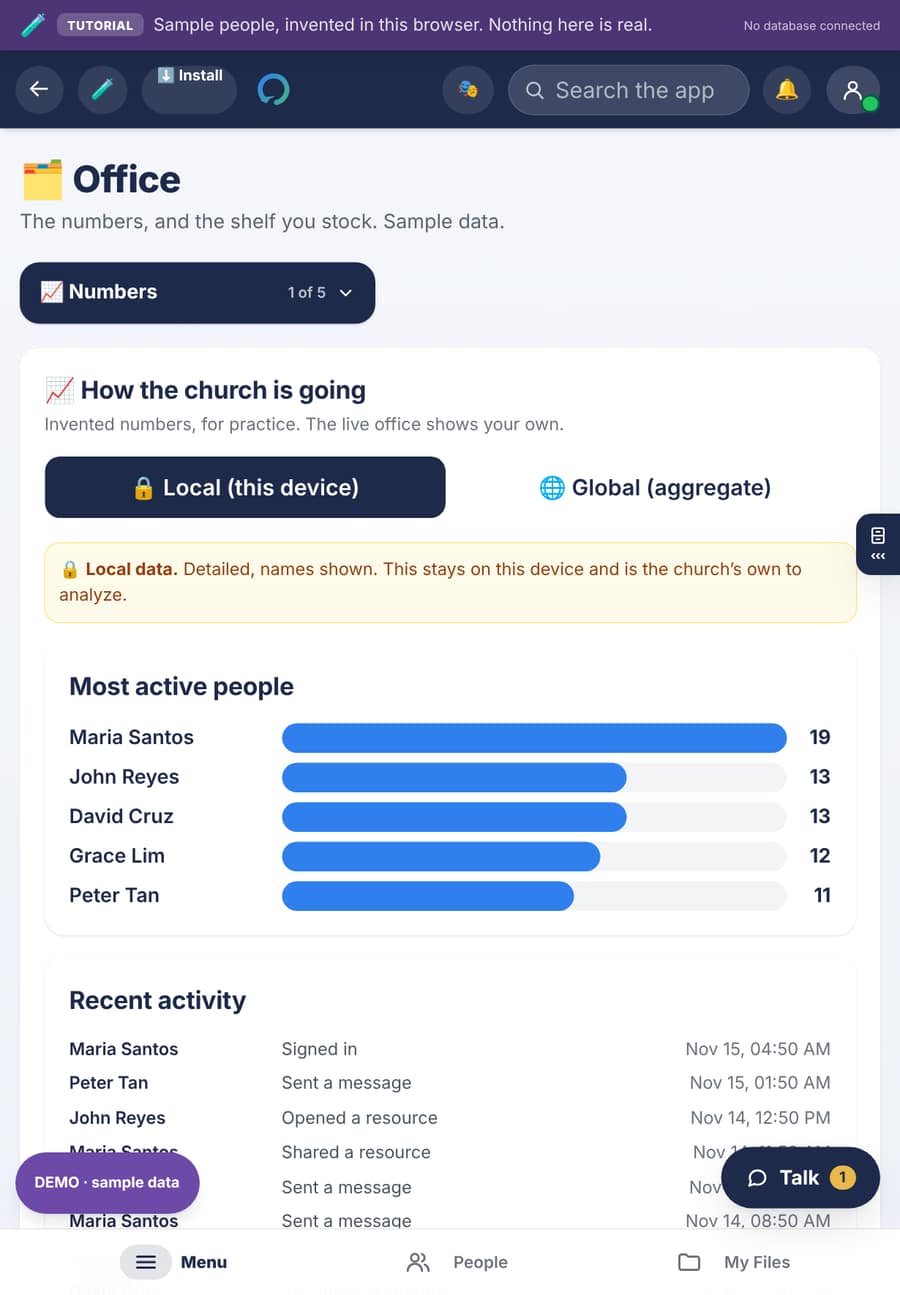 TUTORIAL Sample people, invented in this browser. Nothing here is real. No database connected
Install
Search the app
Office
The numbers, and the shelf you stock. Sample data.
Numbers 1 of 5
How the church is going
Invented numbers, for practice. The live office shows your own.
Local (this device) Global (aggregate)
Local data. Detailed, names shown. This stays on this device and is the church’s own to
analyze.
Most active people
Maria Santos 19
John Reyes 13
David Cruz 13
Grace Lim 12
Peter Tan 11
Recent activity
Maria Santos Signed in Nov 15, 04:50 AM
Peter Tan Sent a message Nov 15, 01:50 AM
John Reyes Opened a resource Nov 14, 12:50 PM
Maria Santos Shared a resource Nov
DEMO · sample data
Sent a message Nov
Talk 1
Maria Santos Sent a message Nov 14, 08:50 AM
Menu People My Files